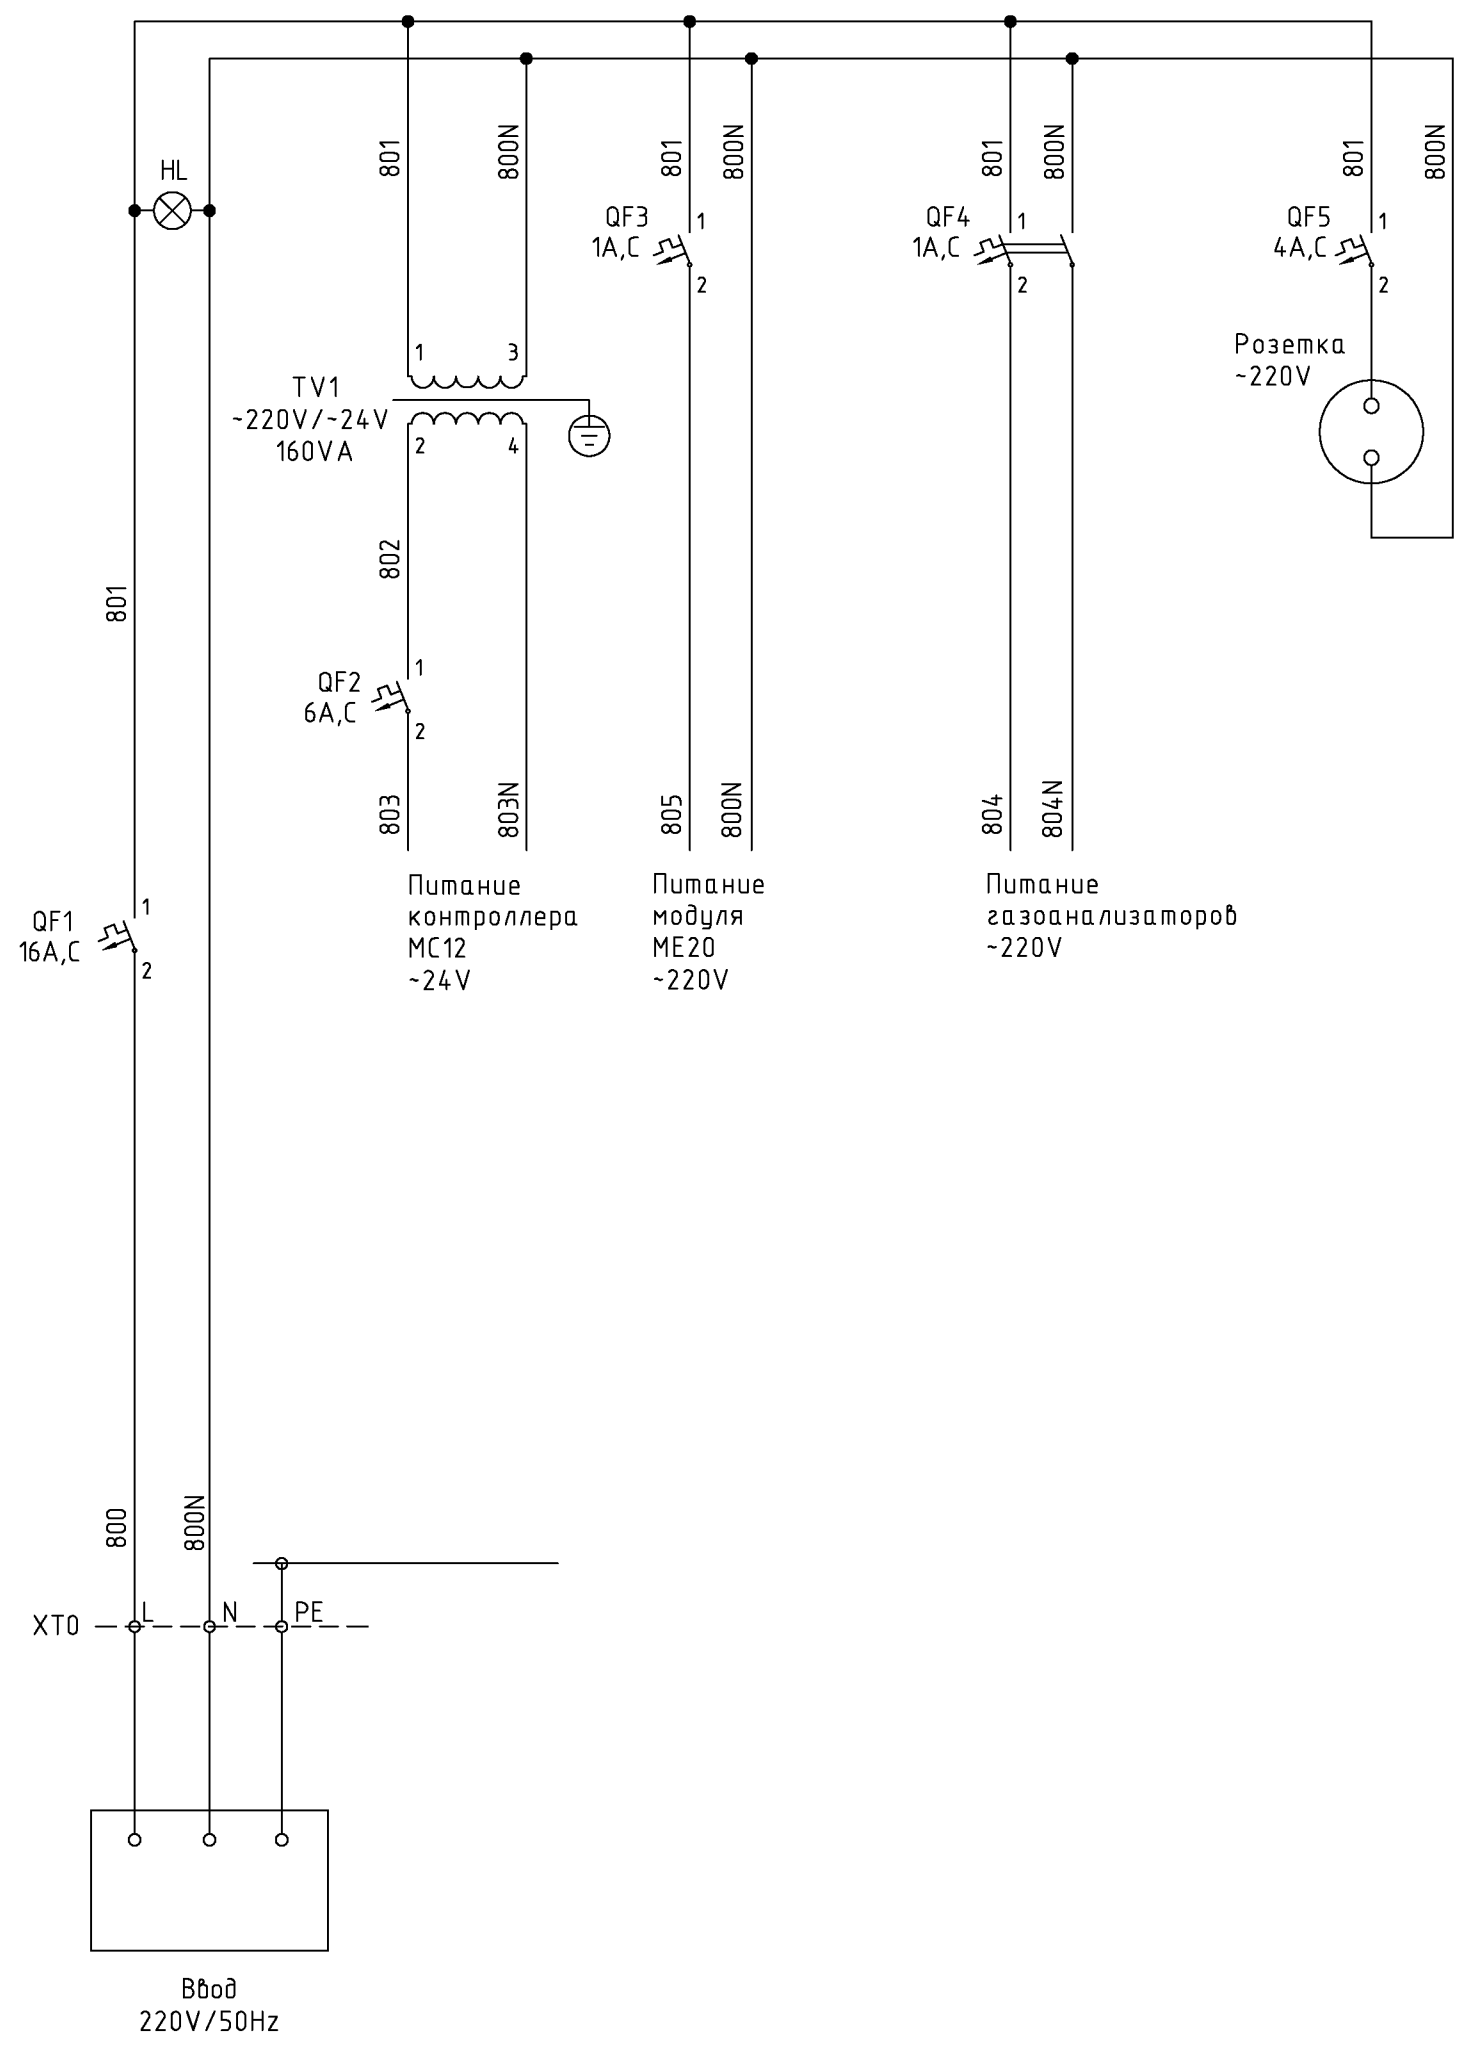 801
800N
801
800N
801
800N
801
800N
HL
QF3
1A,C
1
2
QF4
1A,C
1
2
QF5
4A,C
1
2
Розетка
~220V
1
3
TV1
~220V/~24V
160VA
2
4
802
801
QF2
6A,C
1
2
803
803N
805
800N
804
804N
Питание
контроллера
MC12
~24V
Питание
модуля
ME20
~220V
Питание
газоанализаторов
~220V
QF1
16A,C
1
2
800
800N
XT0
L
N
PE
Ввод
220V/50Hz